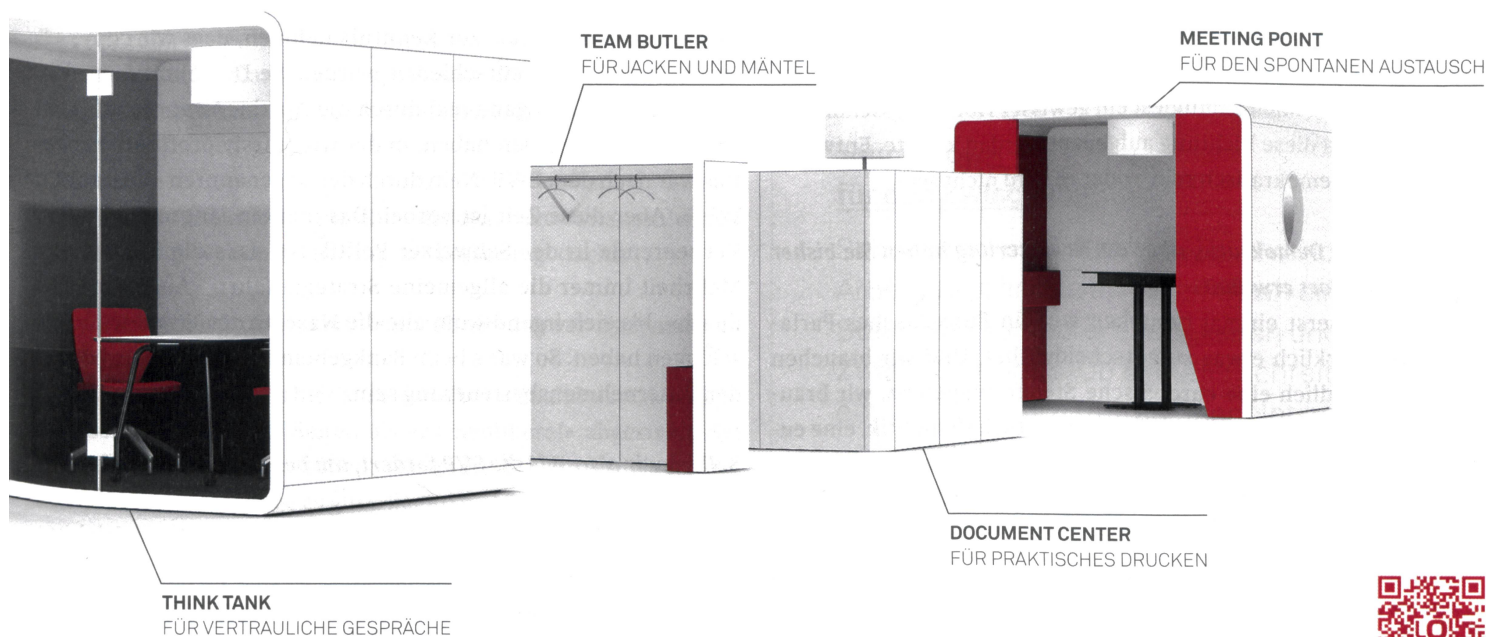 TEAM BUTLER
FÜR JACKEN UND MÄNTEL
MEETING POINT
FÜR DEN SPONTANEN AUSTAUSCH
DOCUMENT CENTER
FÜR PRAKTISCHES DRUCKEN
THINK TANK
FÜR VERTRAULICHE GESPRÄCHE